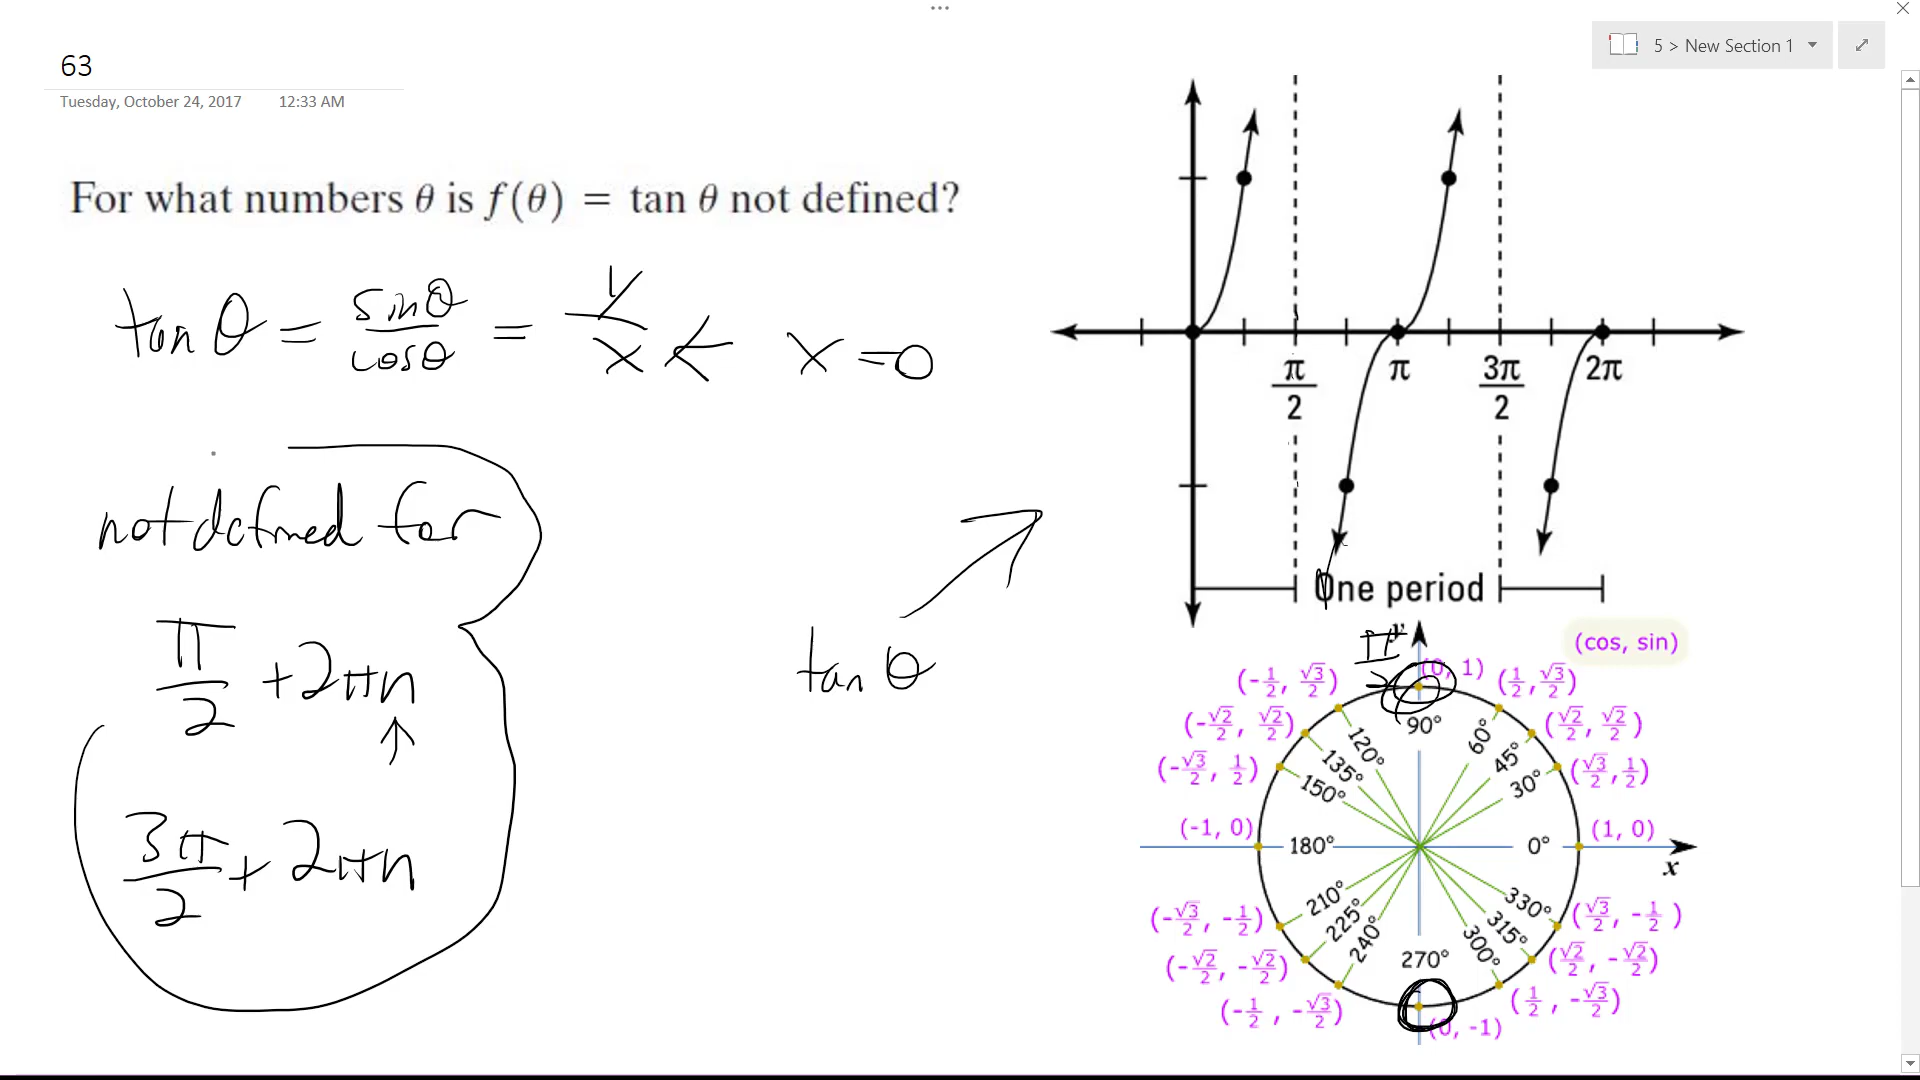 ...
63
5 > New Section 1
Tuesday, October 24, 2017 12:33 AM
For what numbers θ is f(θ) = tan θ not defined?
tan θ = sinθ/cosθ = y/x ← x = 0
not defined for
π/2 + 2πn
↑
3π/2 + 2πn
tan θ
π/2 π 3π/2 2π
One period
(cos, sin)
y
π/2
(0, 1)
(-1/2, √3/2) (1/2, √3/2)
(-√2/2, √2/2) (√2/2, √2/2)
(-√3/2, 1/2) (√3/2, 1/2)
90°
120° 60°
135° 45°
150° 30°
(-1, 0) 180° 0° (1, 0)
x
210° 330°
225° 315°
240° 300°
270°
(-√3/2, -1/2) (√3/2, -1/2)
(-√2/2, -√2/2) (√2/2, -√2/2)
(-1/2, -√3/2) (1/2, -√3/2)
(0, -1)